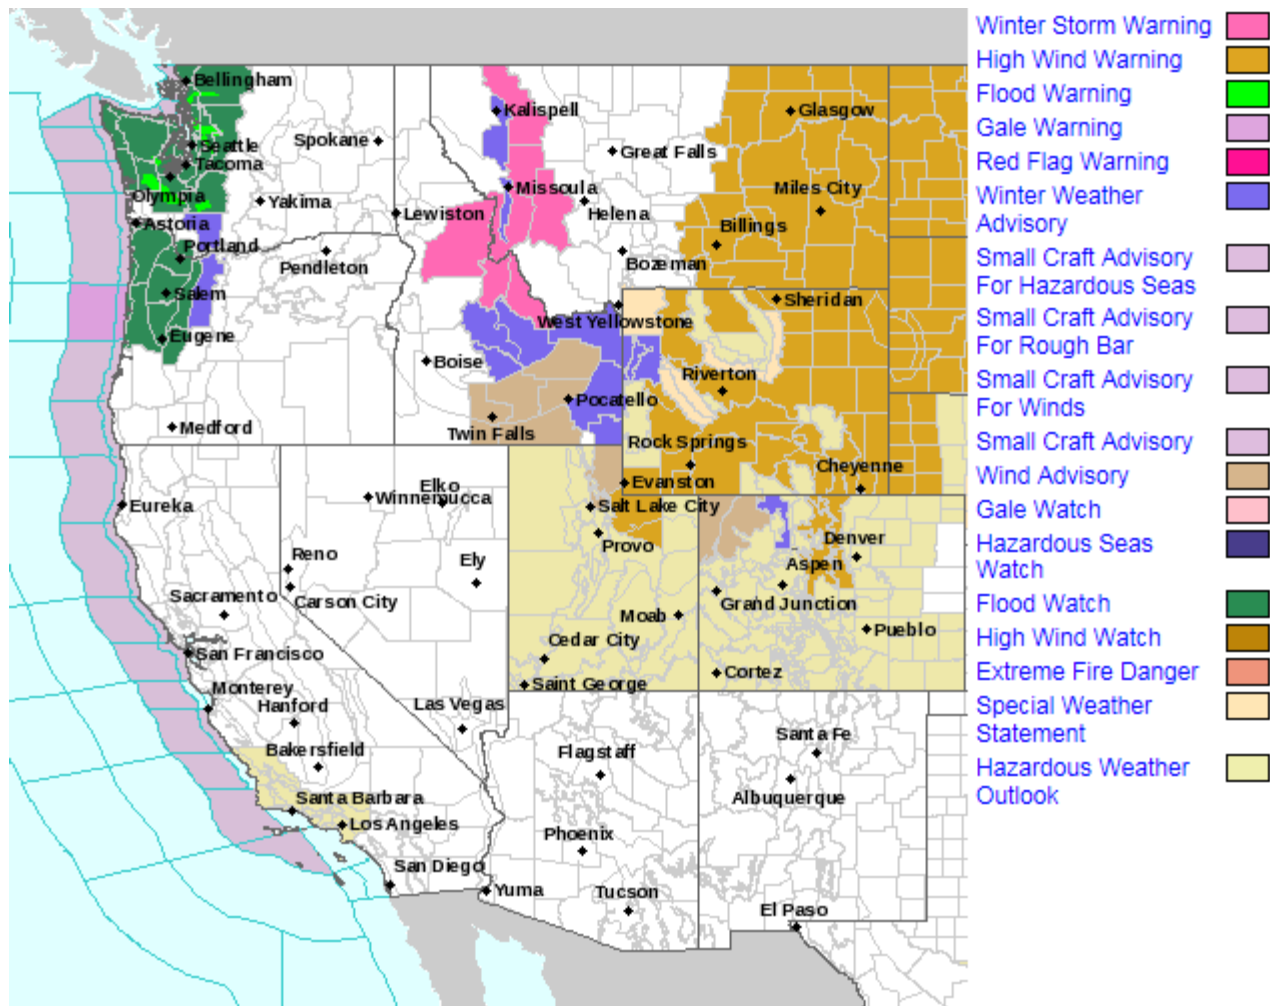 Bellingham
Seattle
Tacoma
Olympia
Astoria
Portland
Salem
Eugene
Medford
Spokane
Yakima
Lewiston
Pendleton
Kalispell
Missoula
Great Falls
Helena
Bozeman
Glasgow
Miles City
Billings
West Yellowstone
Sheridan
Boise
Pocatello
Twin Falls
Riverton
Rock Springs
Cheyenne
Evanston
Eureka
Winnemucca
Elko
Reno
Ely
Carson City
Sacramento
San Francisco
Monterey
Hanford
Bakersfield
Las Vegas
Santa Barbara
Los Angeles
San Diego
Salt Lake City
Provo
Moab
Cedar City
Saint George
Denver
Aspen
Grand Junction
Pueblo
Cortez
Flagstaff
Phoenix
Yuma
Tucson
Santa Fe
Albuquerque
El Paso
Winter Storm Warning
High Wind Warning
Flood Warning
Gale Warning
Red Flag Warning
Winter Weather
Advisory
Small Craft Advisory
For Hazardous Seas
Small Craft Advisory
For Rough Bar
Small Craft Advisory
For Winds
Small Craft Advisory
Wind Advisory
Gale Watch
Hazardous Seas
Watch
Flood Watch
High Wind Watch
Extreme Fire Danger
Special Weather
Statement
Hazardous Weather
Outlook